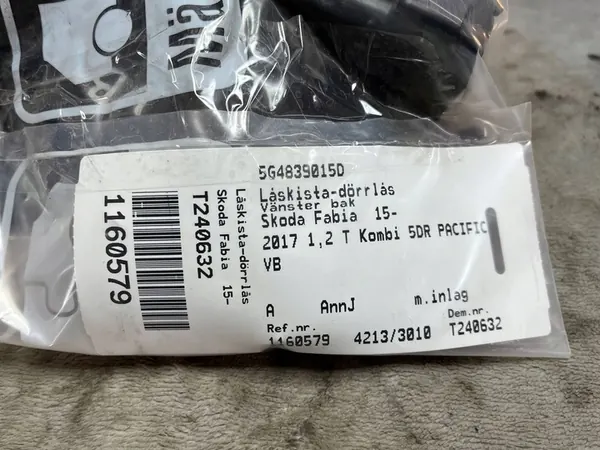 Mä
5G4839015D
Låskista-dörrlås
Vänster bak
Skoda Fabia 15-
2017 1,2 T Kombi 5DR PACIFIC
VB
A AnnJ m.inlag
Ref.nr. Dem.nr.
1160579 4213/3010 T240632
Låskista-dörrlås
Skoda Fabia 15-
T240632
1160579